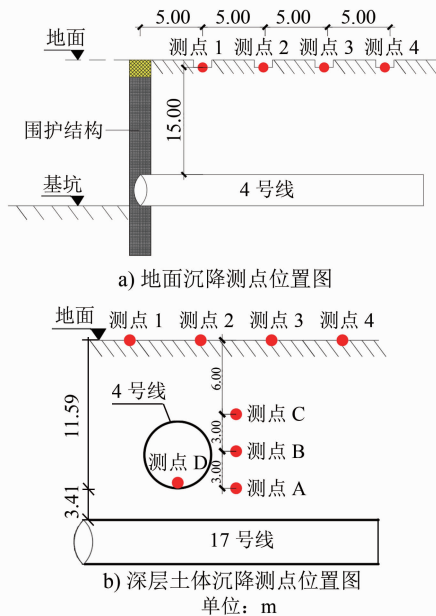 5.00 5.00 5.00 5.00
地面
测点 1 测点 2 测点 3 测点 4
围护结构
15.00
基坑
4 号线
a) 地面沉降测点位置图
地面
测点 1 测点 2 测点 3 测点 4
6.00
4 号线
11.59
测点 C
3.00
测点 B
测点 D
3.00
测点 A
3.41
17 号线
b) 深层土体沉降测点位置图
单位：m